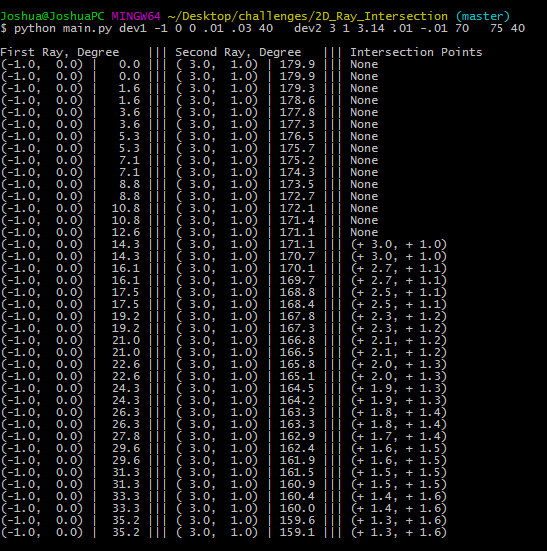 Joshua@JoshuaPC MINGW64 ~/Desktop/challenges/2D_Ray_Intersection (master)
$ python main.py dev1 -1 0 0 .01 .03 40   dev2 3 1 3.14 .01 -.01 70   75 40

First Ray, Degree    ||| Second Ray, Degree   ||| Intersection Points
(-1.0,  0.0) |   0.0 ||| ( 3.0,  1.0) | 179.9 ||| None
(-1.0,  0.0) |   0.0 ||| ( 3.0,  1.0) | 179.9 ||| None
(-1.0,  0.0) |   1.6 ||| ( 3.0,  1.0) | 179.3 ||| None
(-1.0,  0.0) |   1.6 ||| ( 3.0,  1.0) | 178.6 ||| None
(-1.0,  0.0) |   3.6 ||| ( 3.0,  1.0) | 177.8 ||| None
(-1.0,  0.0) |   3.6 ||| ( 3.0,  1.0) | 177.3 ||| None
(-1.0,  0.0) |   5.3 ||| ( 3.0,  1.0) | 176.5 ||| None
(-1.0,  0.0) |   5.3 ||| ( 3.0,  1.0) | 175.7 ||| None
(-1.0,  0.0) |   7.1 ||| ( 3.0,  1.0) | 175.2 ||| None
(-1.0,  0.0) |   7.1 ||| ( 3.0,  1.0) | 174.3 ||| None
(-1.0,  0.0) |   8.8 ||| ( 3.0,  1.0) | 173.5 ||| None
(-1.0,  0.0) |   8.8 ||| ( 3.0,  1.0) | 172.7 ||| None
(-1.0,  0.0) |  10.8 ||| ( 3.0,  1.0) | 172.1 ||| None
(-1.0,  0.0) |  10.8 ||| ( 3.0,  1.0) | 171.4 ||| None
(-1.0,  0.0) |  12.6 ||| ( 3.0,  1.0) | 171.1 ||| None
(-1.0,  0.0) |  14.3 ||| ( 3.0,  1.0) | 171.1 ||| (+ 3.0, + 1.0)
(-1.0,  0.0) |  14.3 ||| ( 3.0,  1.0) | 170.7 ||| (+ 3.0, + 1.0)
(-1.0,  0.0) |  16.1 ||| ( 3.0,  1.0) | 170.1 ||| (+ 2.7, + 1.1)
(-1.0,  0.0) |  16.1 ||| ( 3.0,  1.0) | 169.7 ||| (+ 2.7, + 1.1)
(-1.0,  0.0) |  17.5 ||| ( 3.0,  1.0) | 168.8 ||| (+ 2.5, + 1.1)
(-1.0,  0.0) |  17.5 ||| ( 3.0,  1.0) | 168.4 ||| (+ 2.5, + 1.1)
(-1.0,  0.0) |  19.2 ||| ( 3.0,  1.0) | 167.8 ||| (+ 2.3, + 1.2)
(-1.0,  0.0) |  19.2 ||| ( 3.0,  1.0) | 167.3 ||| (+ 2.3, + 1.2)
(-1.0,  0.0) |  21.0 ||| ( 3.0,  1.0) | 166.8 ||| (+ 2.1, + 1.2)
(-1.0,  0.0) |  21.0 ||| ( 3.0,  1.0) | 166.5 ||| (+ 2.1, + 1.2)
(-1.0,  0.0) |  22.6 ||| ( 3.0,  1.0) | 165.8 ||| (+ 2.0, + 1.3)
(-1.0,  0.0) |  22.6 ||| ( 3.0,  1.0) | 165.1 ||| (+ 2.0, + 1.3)
(-1.0,  0.0) |  24.3 ||| ( 3.0,  1.0) | 164.5 ||| (+ 1.9, + 1.3)
(-1.0,  0.0) |  24.3 ||| ( 3.0,  1.0) | 164.2 ||| (+ 1.9, + 1.3)
(-1.0,  0.0) |  26.3 ||| ( 3.0,  1.0) | 163.3 ||| (+ 1.8, + 1.4)
(-1.0,  0.0) |  26.3 ||| ( 3.0,  1.0) | 163.3 ||| (+ 1.8, + 1.4)
(-1.0,  0.0) |  27.8 ||| ( 3.0,  1.0) | 162.9 ||| (+ 1.7, + 1.4)
(-1.0,  0.0) |  29.6 ||| ( 3.0,  1.0) | 162.4 ||| (+ 1.6, + 1.5)
(-1.0,  0.0) |  29.6 ||| ( 3.0,  1.0) | 161.9 ||| (+ 1.6, + 1.5)
(-1.0,  0.0) |  31.3 ||| ( 3.0,  1.0) | 161.5 ||| (+ 1.5, + 1.5)
(-1.0,  0.0) |  31.3 ||| ( 3.0,  1.0) | 160.9 ||| (+ 1.5, + 1.5)
(-1.0,  0.0) |  33.3 ||| ( 3.0,  1.0) | 160.4 ||| (+ 1.4, + 1.6)
(-1.0,  0.0) |  33.3 ||| ( 3.0,  1.0) | 160.0 ||| (+ 1.4, + 1.6)
(-1.0,  0.0) |  35.2 ||| ( 3.0,  1.0) | 159.6 ||| (+ 1.3, + 1.6)
(-1.0,  0.0) |  35.2 ||| ( 3.0,  1.0) | 159.1 ||| (+ 1.3, + 1.6)